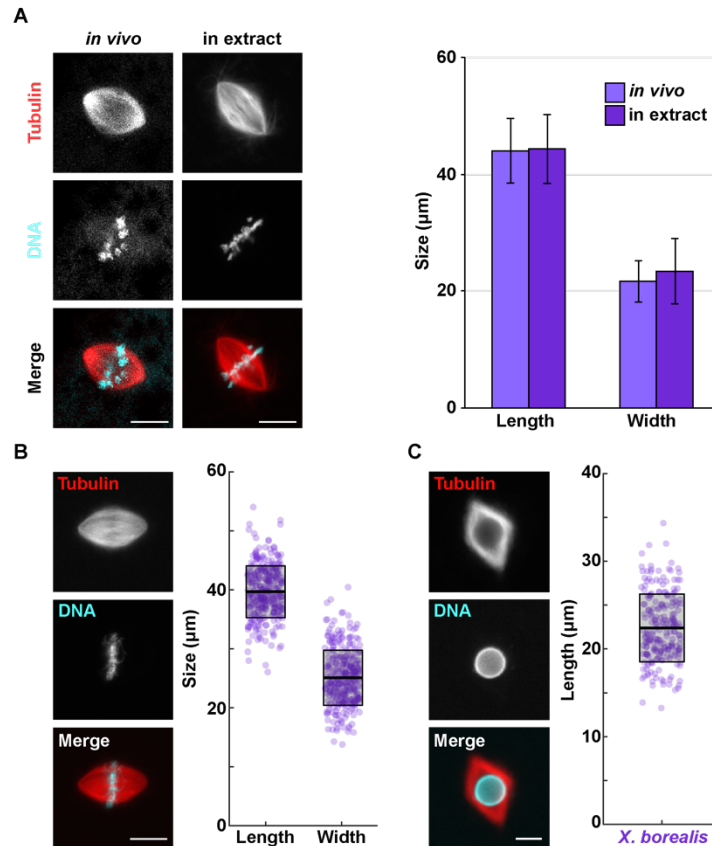 A
in vivo
in extract
Tubulin
DNA
Merge
60
40
20
0
Size (µm)
in vivo
in extract
Length
Width
B
Tubulin
DNA
Merge
60
40
20
0
Size (µm)
Length
Width
C
Tubulin
DNA
Merge
40
30
20
10
0
Length (µm)
X. borealis